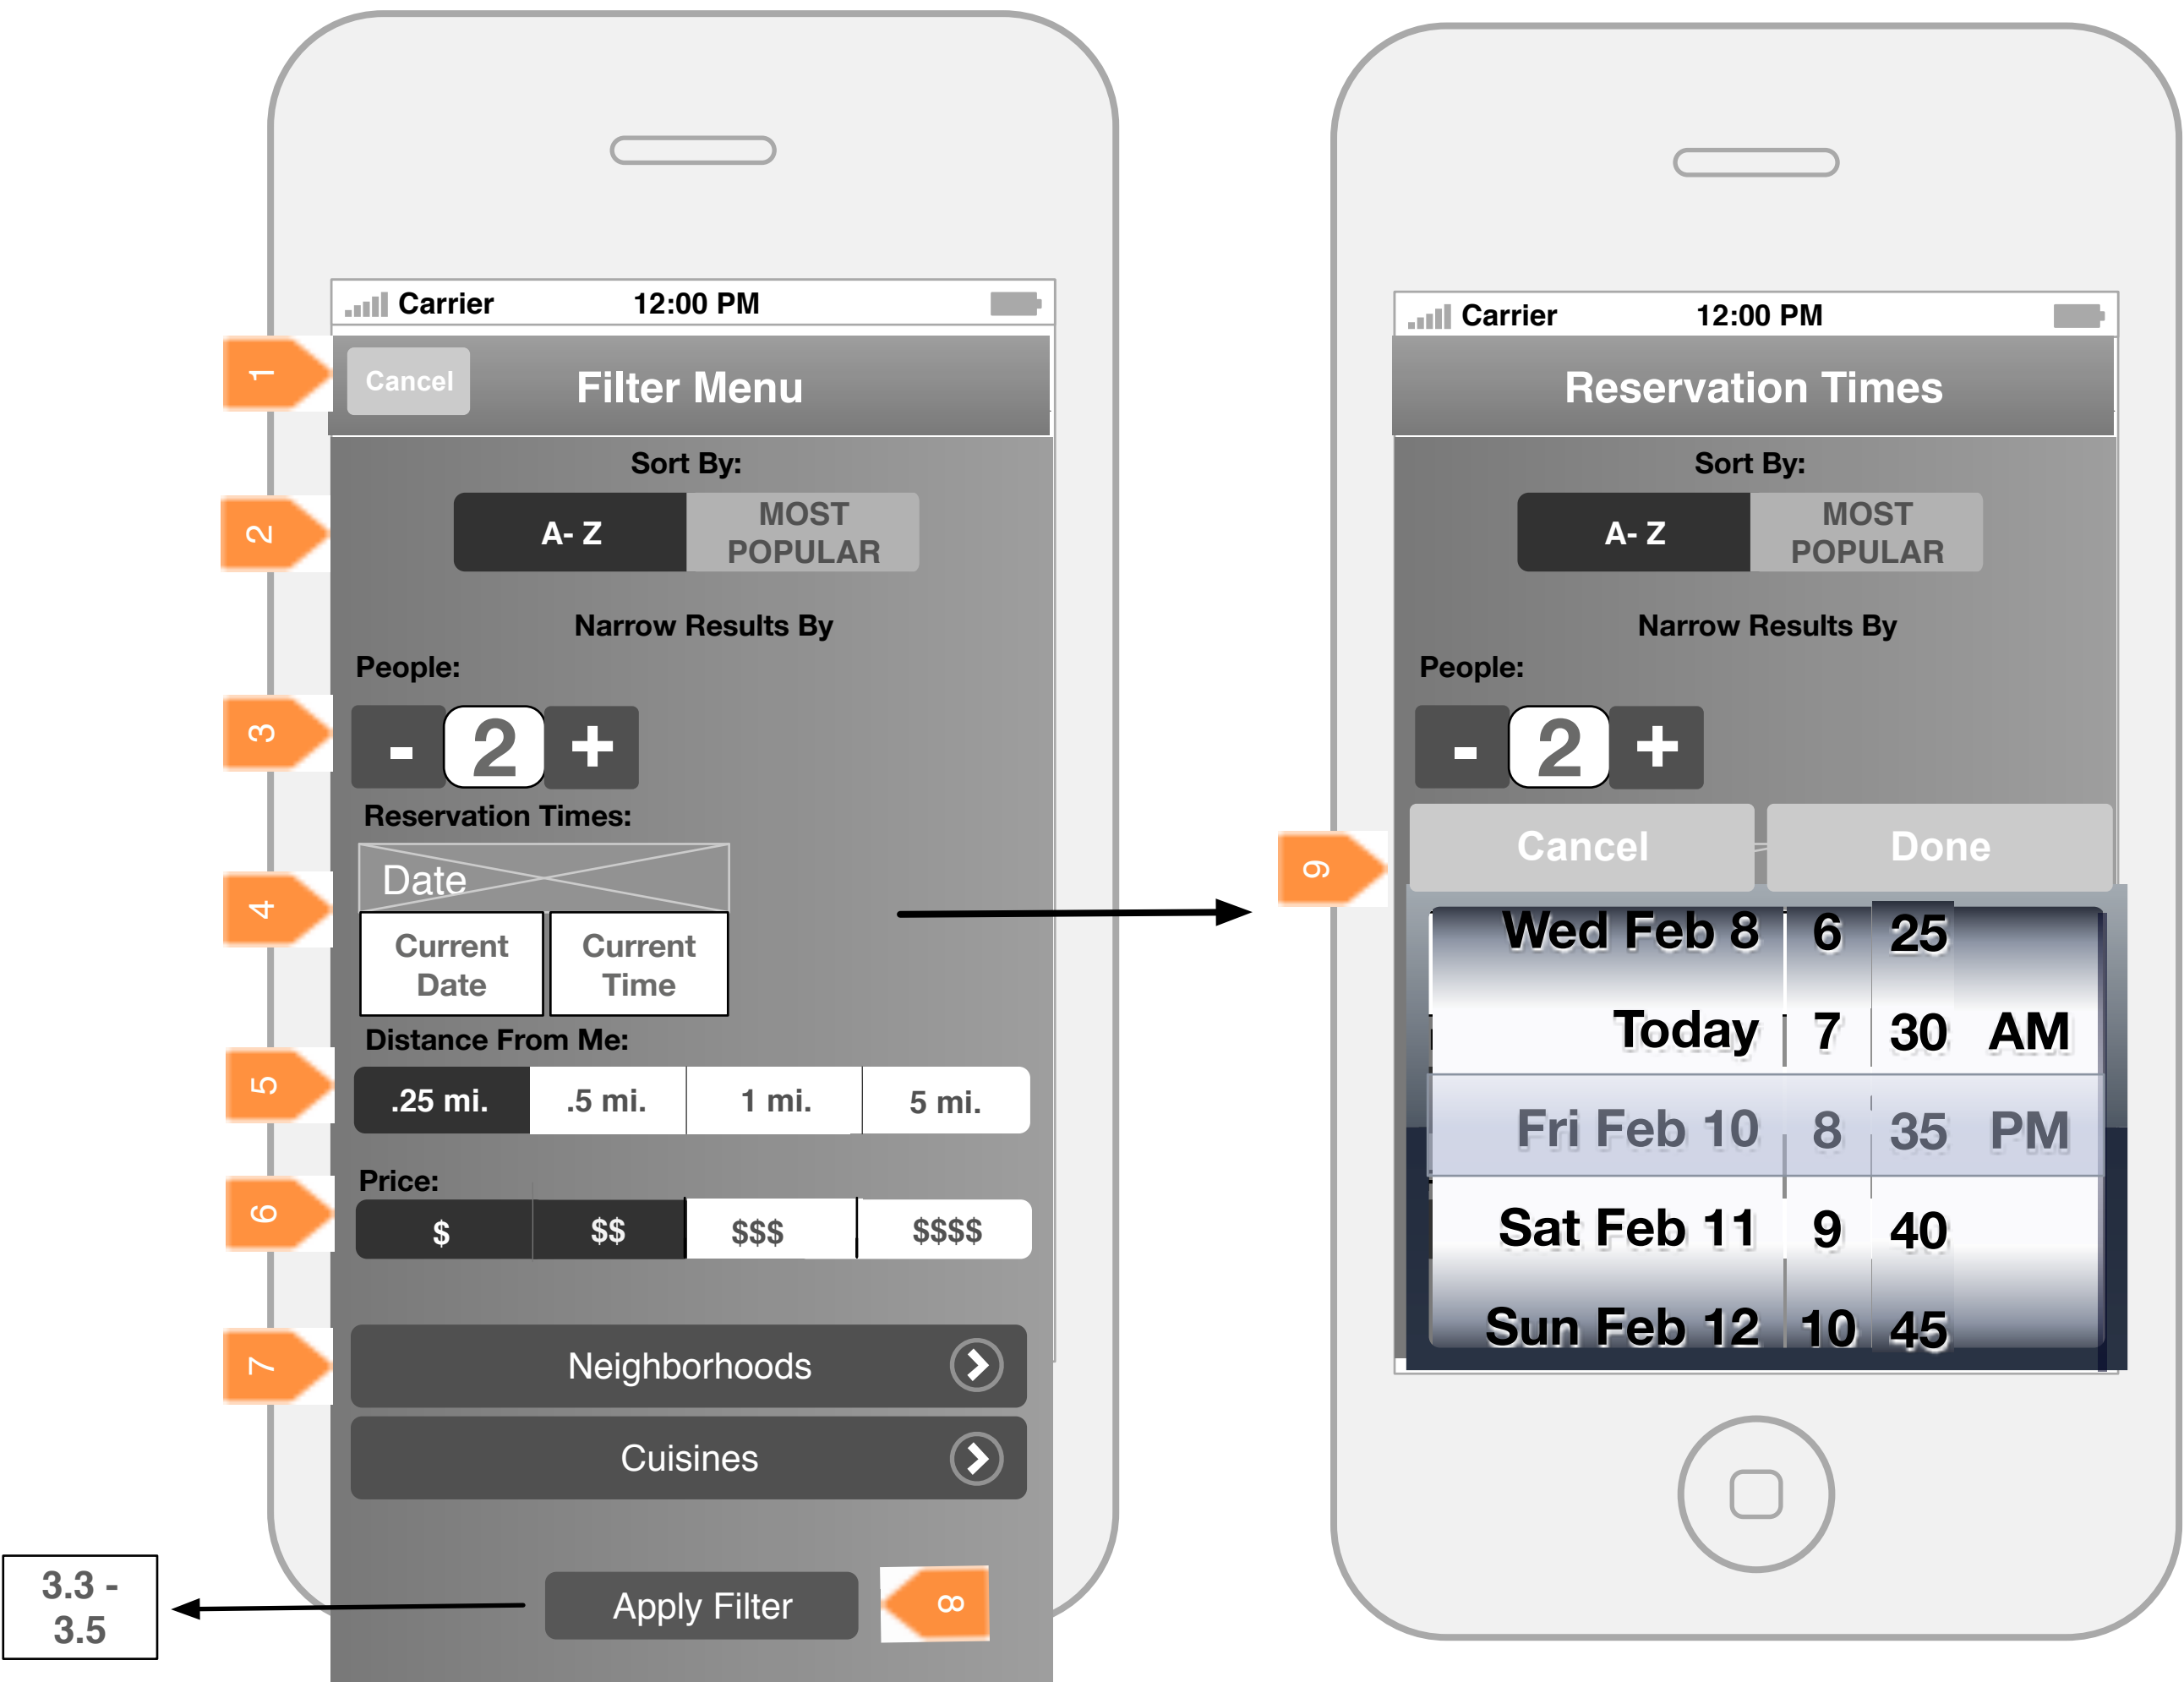 Carrier 12:00 PM
1
Cancel Filter Menu
Sort By:
2
A- Z
MOST
POPULAR
Narrow Results By
People:
3
- 2 +
Reservation Times:
Date
4
Current
Date
Current
Time
Distance From Me:
5
.25 mi. .5 mi. 1 mi. 5 mi.
Price:
6
$ $$ $$$ $$$$
7
Neighborhoods
Cuisines
Apply Filter
8
3.3 -
3.5
Carrier 12:00 PM
Reservation Times
Sort By:
A- Z
MOST
POPULAR
Narrow Results By
People:
- 2 +
9
Cancel Done
Wed Feb 8 6 25
Today 7 30 AM
Fri Feb 10 8 35 PM
Sat Feb 11 9 40
Sun Feb 12 10 45